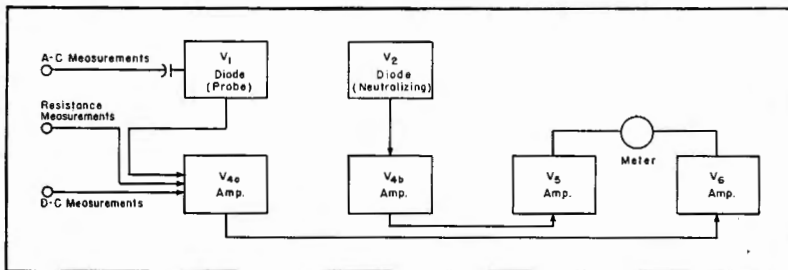 A-C Measurements
V1
Diode
(Probe)
V2
Diode
(Neutralizing)
Resistance
Measurements
Meter
V4a
Amp.
V4b
Amp.
V5
Amp.
V6
Amp.
D-C Measurements